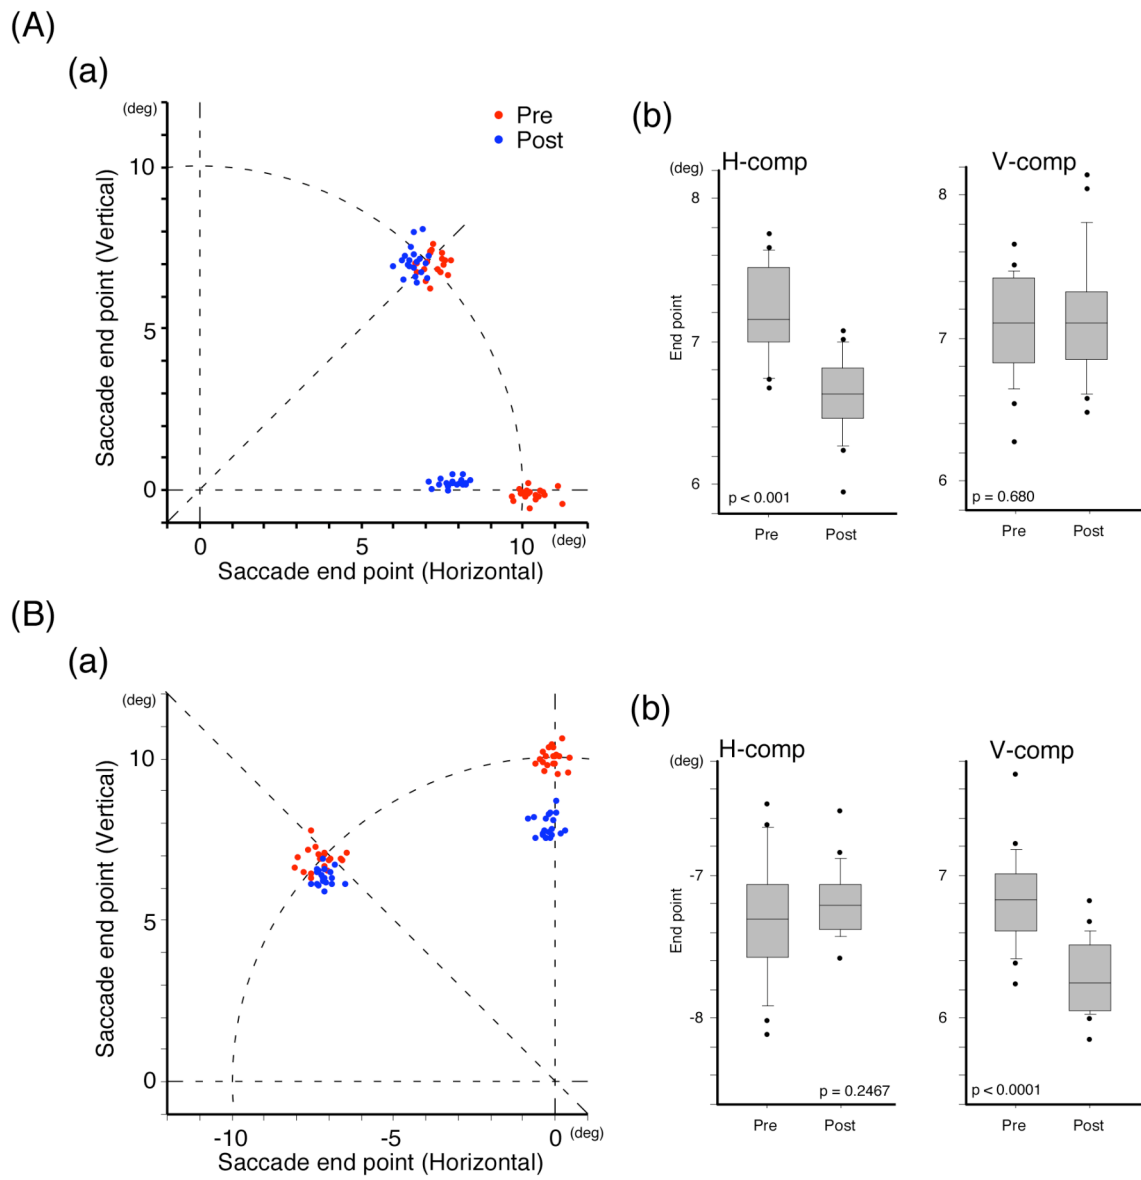 (A)
(a)
(b)
(deg)
Pre
Post
10
5
0
Saccade end point (Vertical)
0
5
10
(deg)
Saccade end point (Horizontal)
(deg)
H-comp
8
7
6
End point
p < 0.001
Pre
Post
V-comp
8
7
6
p = 0.680
Pre
Post
(B)
(a)
(b)
(deg)
10
5
0
Saccade end point (Vertical)
-10
-5
0
(deg)
Saccade end point (Horizontal)
H-comp
(deg)
-7
-8
End point
p = 0.2467
Pre
Post
V-comp
7
6
p < 0.0001
Pre
Post